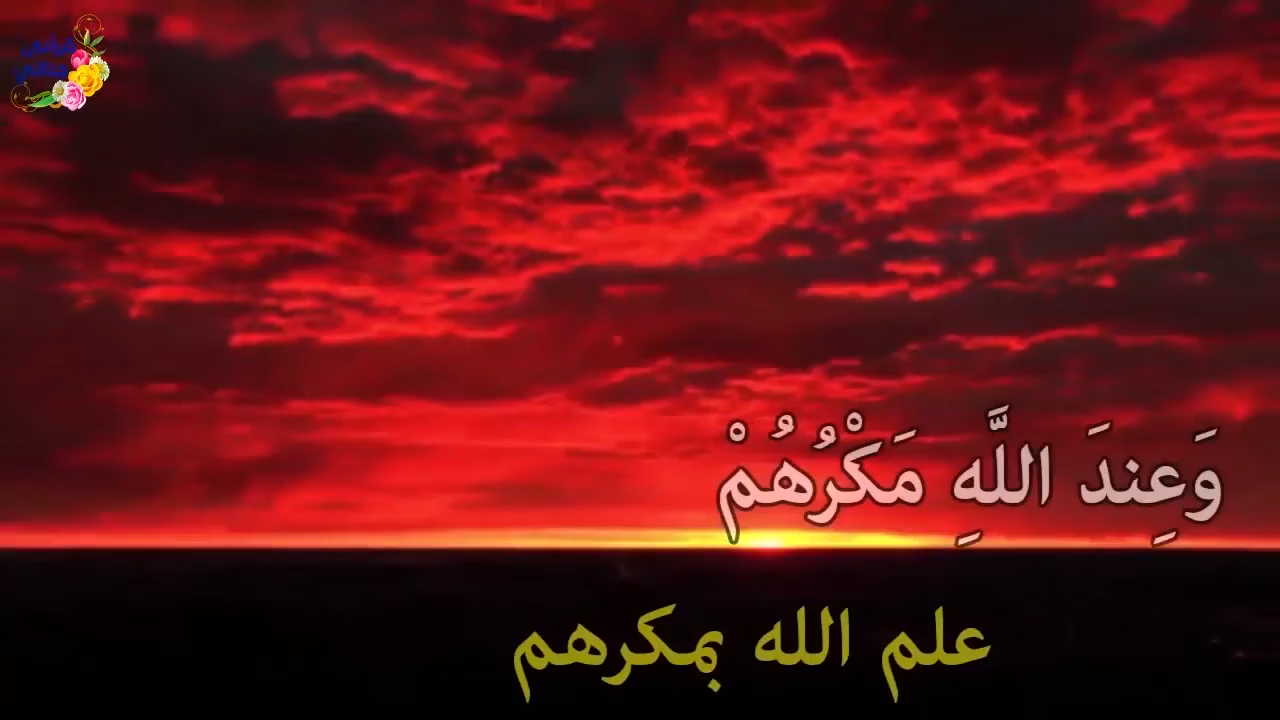 وَعِندَ اللَّهِ مَكْرُهُمْ
علم الله بمكرهم